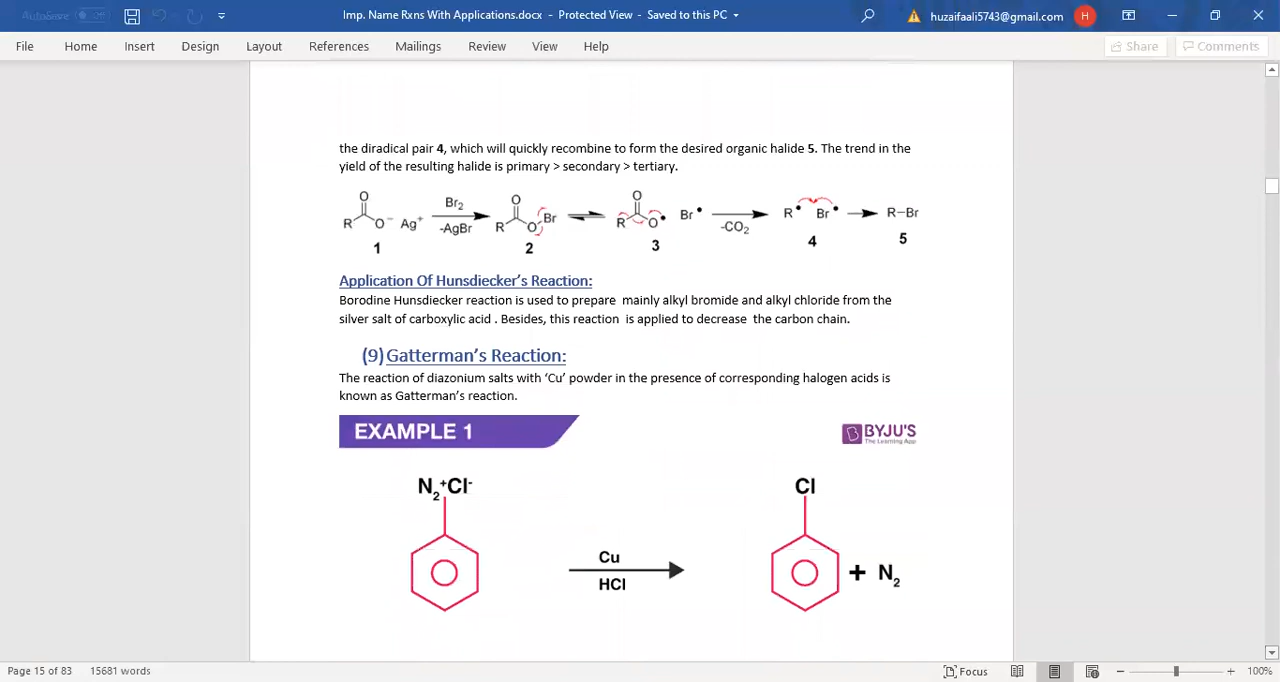 AutoSave Off
Imp. Name Rxns With Applications.docx - Protected View - Saved to this PC
huzaifaali5743@gmail.com H
File Home Insert Design Layout References Mailings Review View Help Share Comments
the diradical pair 4, which will quickly recombine to form the desired organic halide 5. The trend in the
yield of the resulting halide is primary > secondary > tertiary.
R O O⁻ Ag⁺ Br₂ -AgBr R O O Br R O O• Br• -CO₂ R• Br• R–Br
1 2 3 4 5
Application Of Hunsdiecker's Reaction:
Borodine Hunsdiecker reaction is used to prepare mainly alkyl bromide and alkyl chloride from the
silver salt of carboxylic acid . Besides, this reaction is applied to decrease the carbon chain.
(9) Gatterman's Reaction:
The reaction of diazonium salts with ‘Cu’ powder in the presence of corresponding halogen acids is
known as Gatterman's reaction.
EXAMPLE 1
BYJU'S
The Learning App
N₂⁺Cl⁻ Cl
Cu
HCl
+ N₂
Page 15 of 83 15681 words Focus 100%